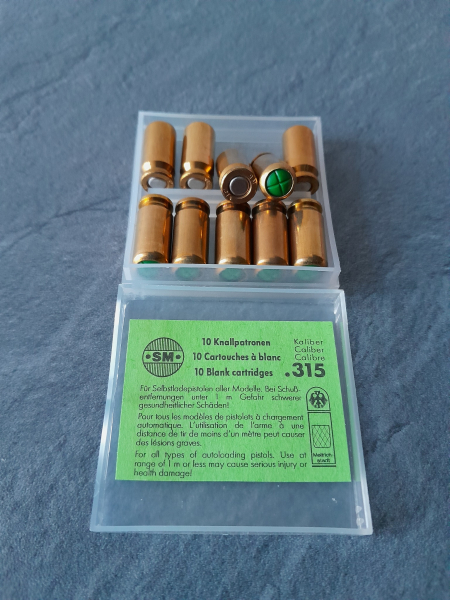 SM
10 Knallpatronen
10 Cartouches à blanc
10 Blank cartridges
Kaliber
Caliber
Calibre
.315
Für Selbstladepistolen aller Modelle. Bei Schuß-
entfernungen unter 1 m Gefahr schwerer
gesundheitlicher Schäden!
Pour tous les modèles de pistolets à chargement
automatique. L'utilisation de l'arme à une
distance de tir de moins d'un mètre peut causer
des lésions graves.
For all types of autoloading pistols. Use at
range of 1 m or less may cause serious injury or
health damage!